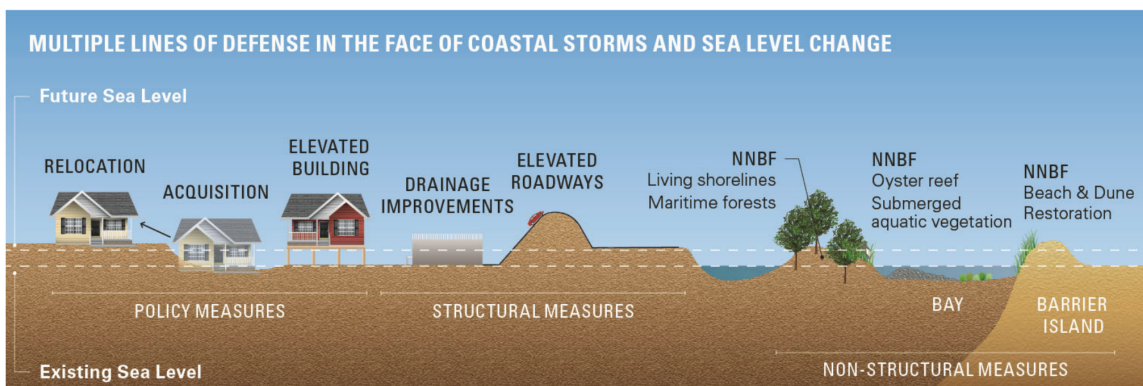 MULTIPLE LINES OF DEFENSE IN THE FACE OF COASTAL STORMS AND SEA LEVEL CHANGE
Future Sea Level
RELOCATION
ACQUISITION
ELEVATED
BUILDING
DRAINAGE
IMPROVEMENTS
ELEVATED
ROADWAYS
NNBF
Living shorelines
Maritime forests
NNBF
Oyster reef
Submerged
aquatic vegetation
NNBF
Beach & Dune
Restoration
POLICY MEASURES
STRUCTURAL MEASURES
BAY
BARRIER
ISLAND
NON-STRUCTURAL MEASURES
Existing Sea Level